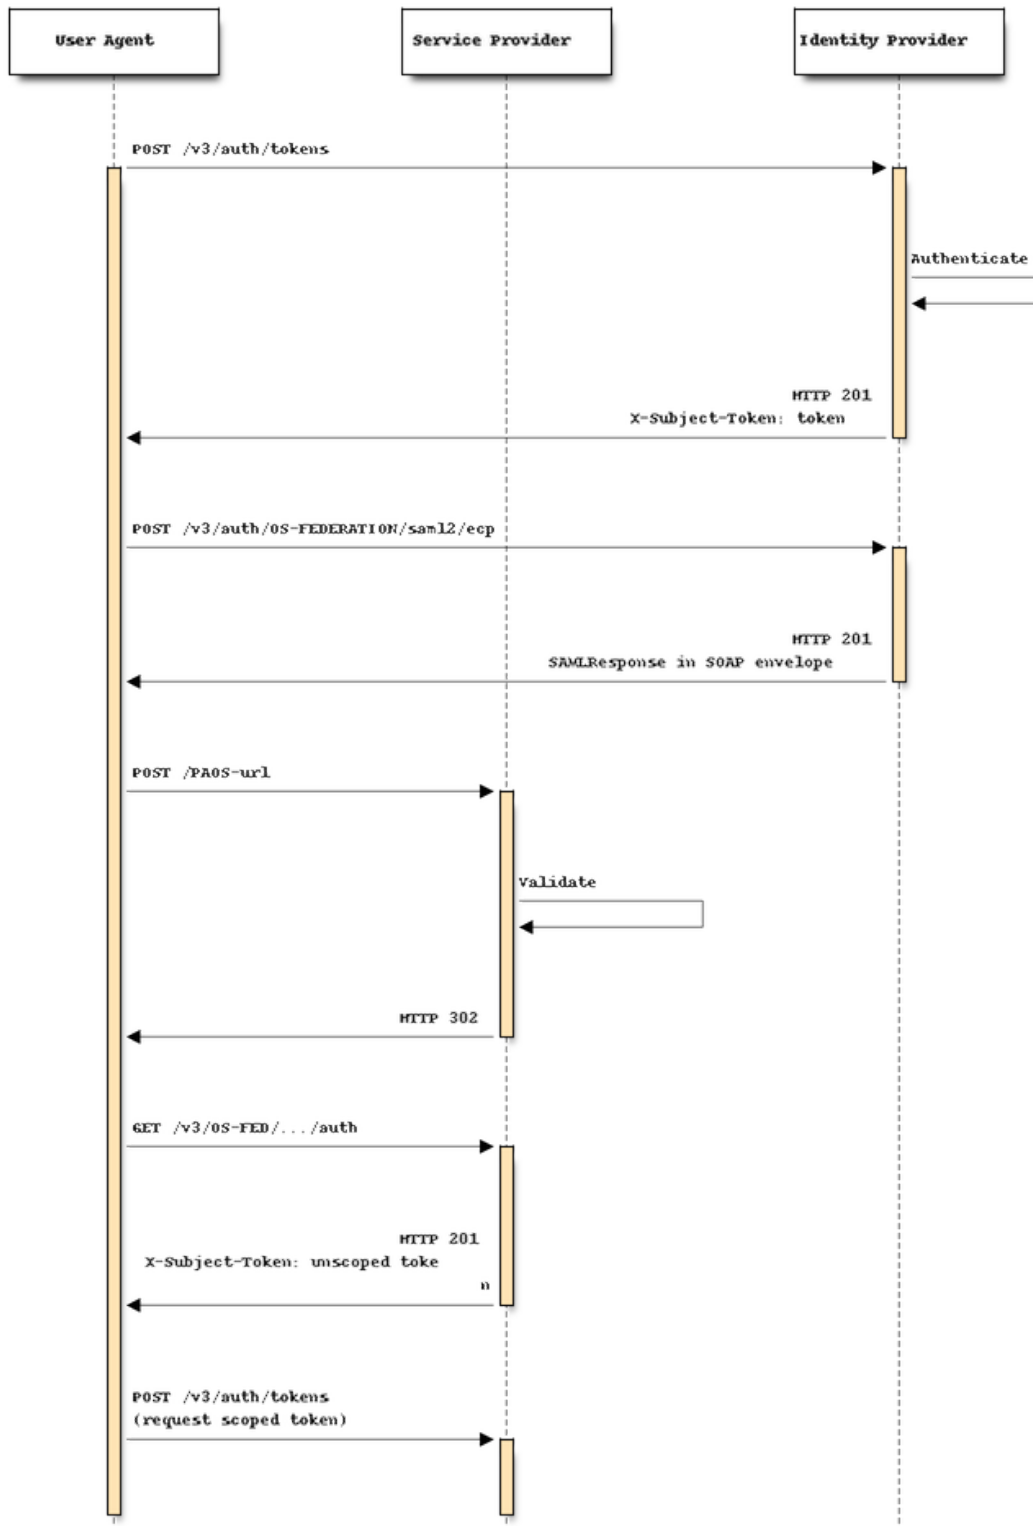 User Agent
Service Provider
Identity Provider
POST /v3/auth/tokens
Authenticate
HTTP 201
X-Subject-Token: token
POST /v3/auth/OS-FEDERATION/saml2/ecp
HTTP 201
SAMLResponse in SOAP envelope
POST /PAOS-url
Validate
HTTP 302
GET /v3/OS-FED/.../auth
HTTP 201
X-Subject-Token: unscoped toke
n
POST /v3/auth/tokens
(request scoped token)